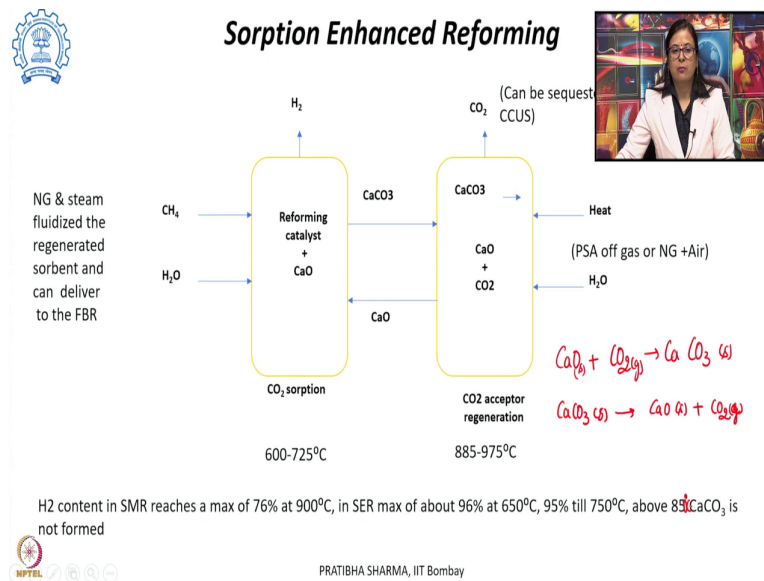 Sorption Enhanced Reforming
H2
CO2
(Can be sequest
CCUS)
NG & steam
fluidized the
regenerated
sorbent and
can deliver
to the FBR
CH4
H2O
Reforming
catalyst
+
CaO
CaCO3
CaO
CaCO3
CaO
+
CO2
Heat
(PSA off gas or NG +Air)
H2O
CaO(s) + CO2(g) → CaCO3 (s)
CaCO3 (s) → CaO (s) + CO2(g)
CO2 sorption
CO2 acceptor
regeneration
600-725⁰C
885-975⁰C
H2 content in SMR reaches a max of 76% at 900⁰C, in SER max of about 96% at 650⁰C, 95% till 750⁰C, above CaCO3 is
not formed
NPTEL
PRATIBHA SHARMA, IIT Bombay